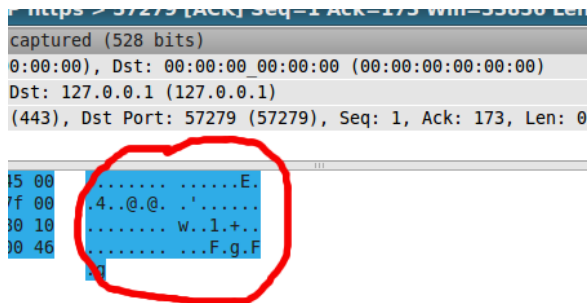 https > 57279 [ACK] Seq=1 Ack=173 Win=33856 Len
captured (528 bits)
0:00:00), Dst: 00:00:00_00:00:00 (00:00:00:00:00:00)
Dst: 127.0.0.1 (127.0.0.1)
(443), Dst Port: 57279 (57279), Seq: 1, Ack: 173, Len: 0
45 00 ........ ......E.
7f 00 .4..@.@. .'......
80 10 ........ w..1.+..
00 46 ........ ...F.g.F
.g